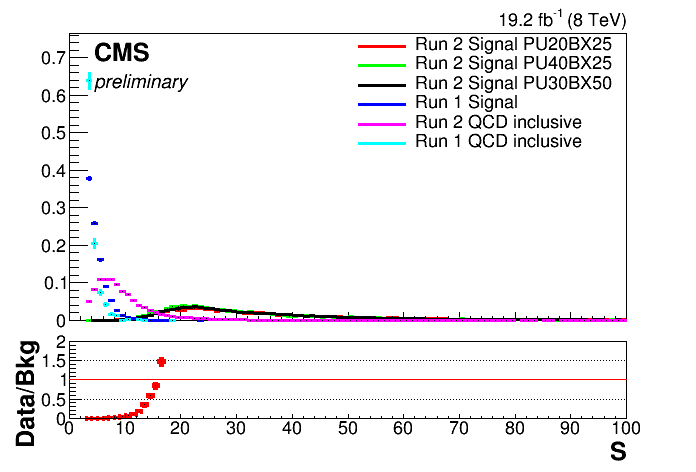 19.2 fb⁻¹ (8 TeV)
CMS
preliminary
Run 2 Signal PU20BX25
Run 2 Signal PU40BX25
Run 2 Signal PU30BX50
Run 1 Signal
Run 2 QCD inclusive
Run 1 QCD inclusive
0.7
0.6
0.5
0.4
0.3
0.2
0.1
0
Data/Bkg
2
1.5
1
0.5
0
0 10 20 30 40 50 60 70 80 90 100
S